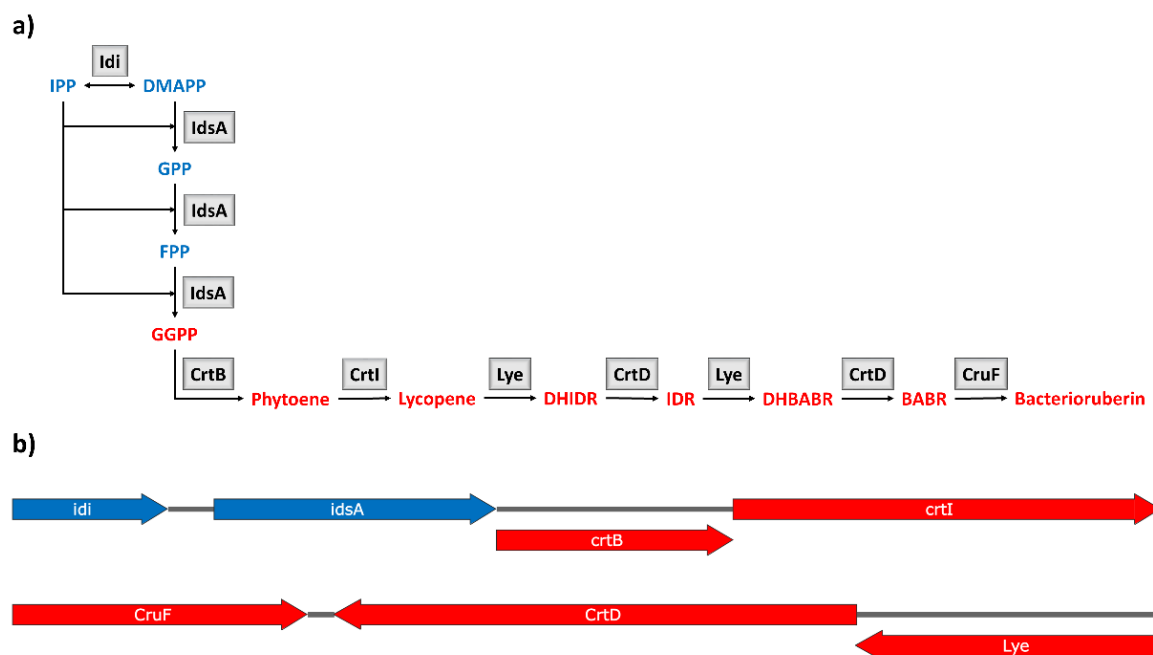 a)
Idi
IPP DMAPP
IdsA
GPP
IdsA
FPP
IdsA
GGPP
CrtB CrtI Lye CrtD Lye CrtD CruF
Phytoene Lycopene DHIDR IDR DHBABR BABR Bacterioruberin
b)
idi idsA crtI
crtB
CruF CrtD
Lye